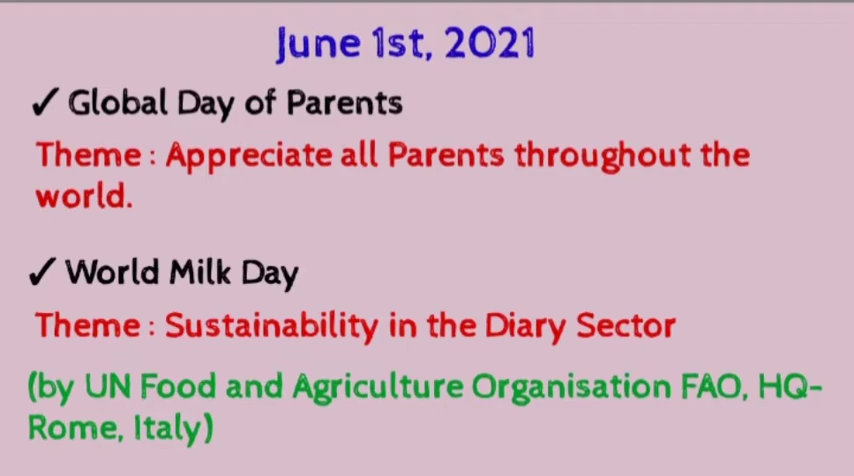 June 1st, 2021
✓ Global Day of Parents
Theme : Appreciate all Parents throughout the
world.
✓ World Milk Day
Theme : Sustainability in the Diary Sector
(by UN Food and Agriculture Organisation FAO, HQ-
Rome, Italy)